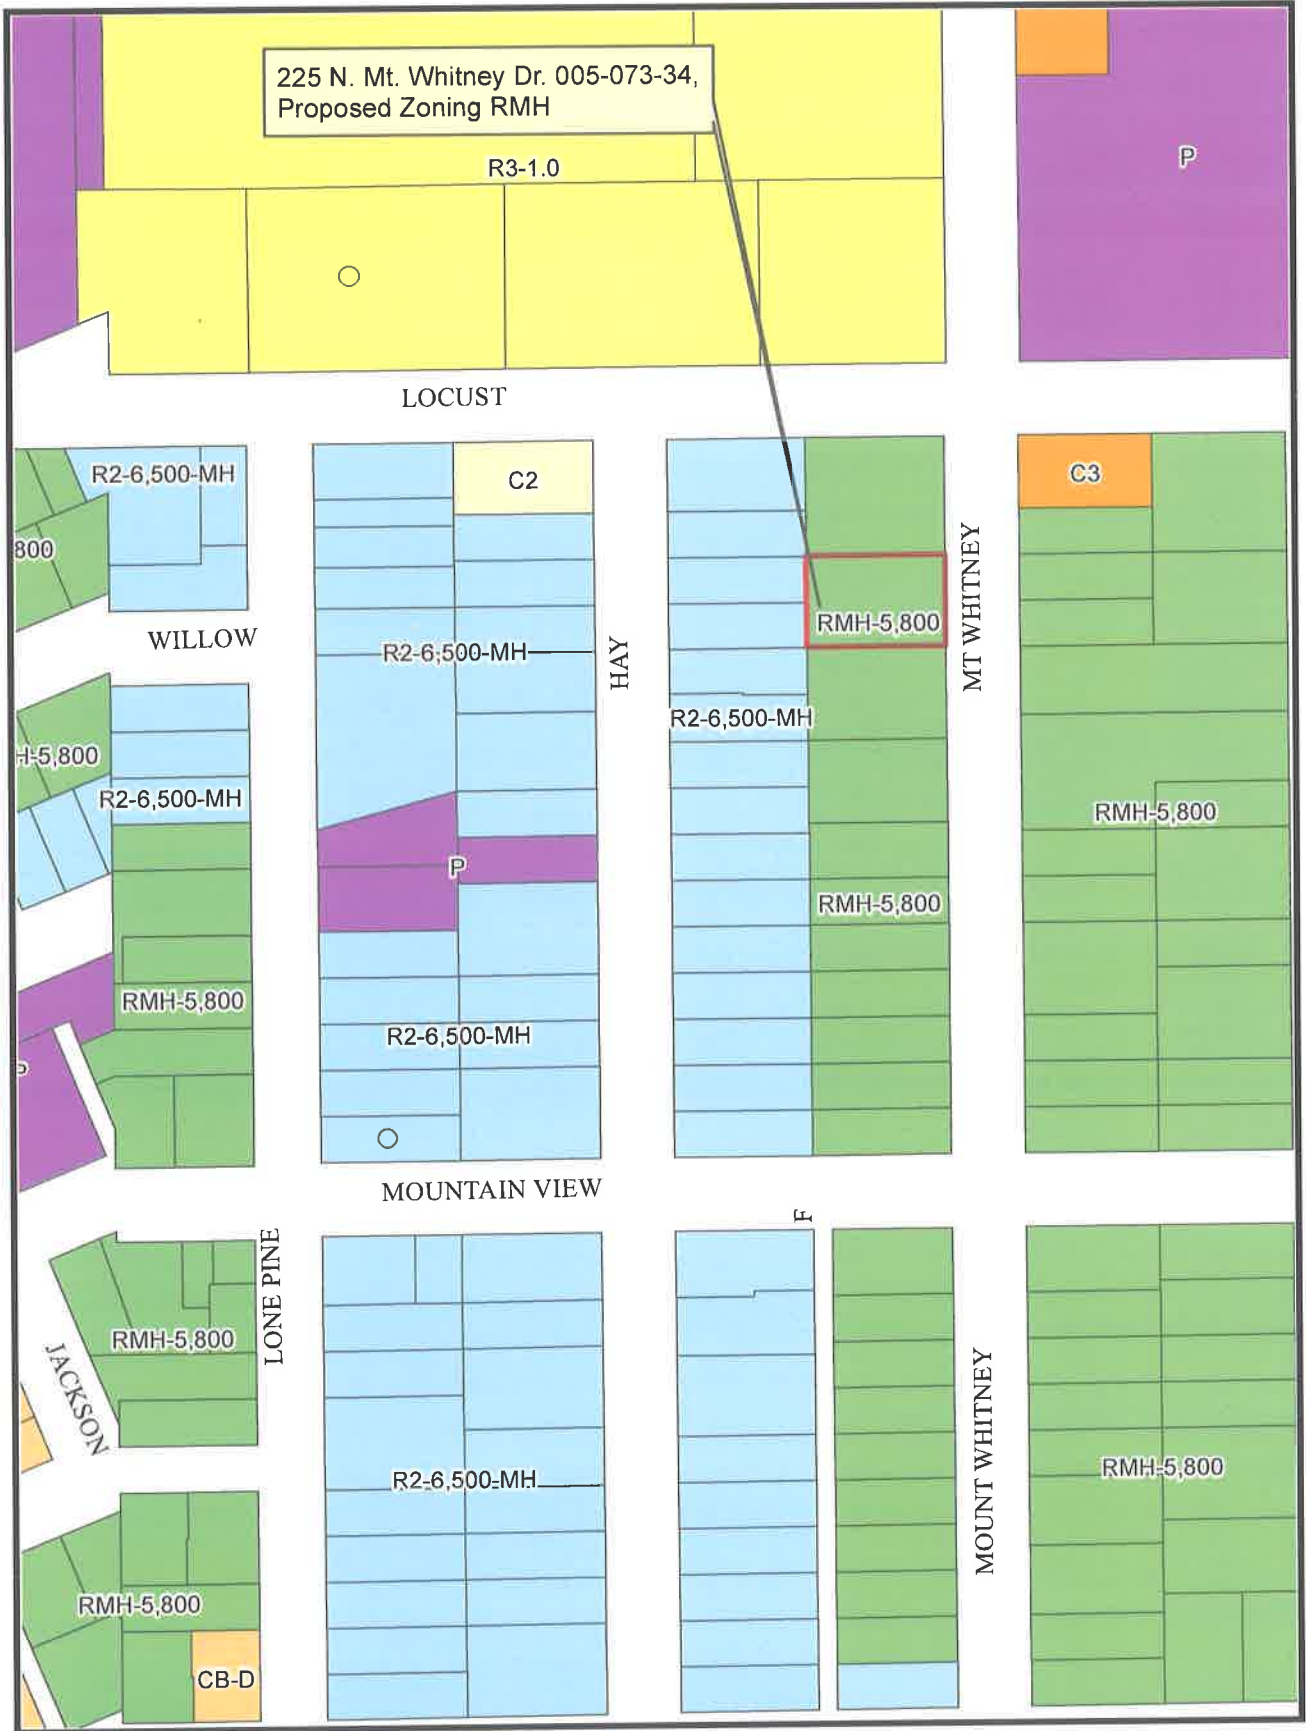 225 N. Mt. Whitney Dr. 005-073-34,
Proposed Zoning RMH
P
R3-1.0
LOCUST
R2-6,500-MH
C2
C3
800
RMH-5,800
MT WHITNEY
WILLOW
R2-6,500-MH
HAY
R2-6,500-MH
H-5,800
R2-6,500-MH
RMH-5,800
P
RMH-5,800
RMH-5,800
R2-6,500-MH
P
MOUNTAIN VIEW
LONE PINE
RMH-5,800
JACKSON
MOUNT WHITNEY
RMH-5,800
R2-6,500-MH
RMH-5,800
CB-D